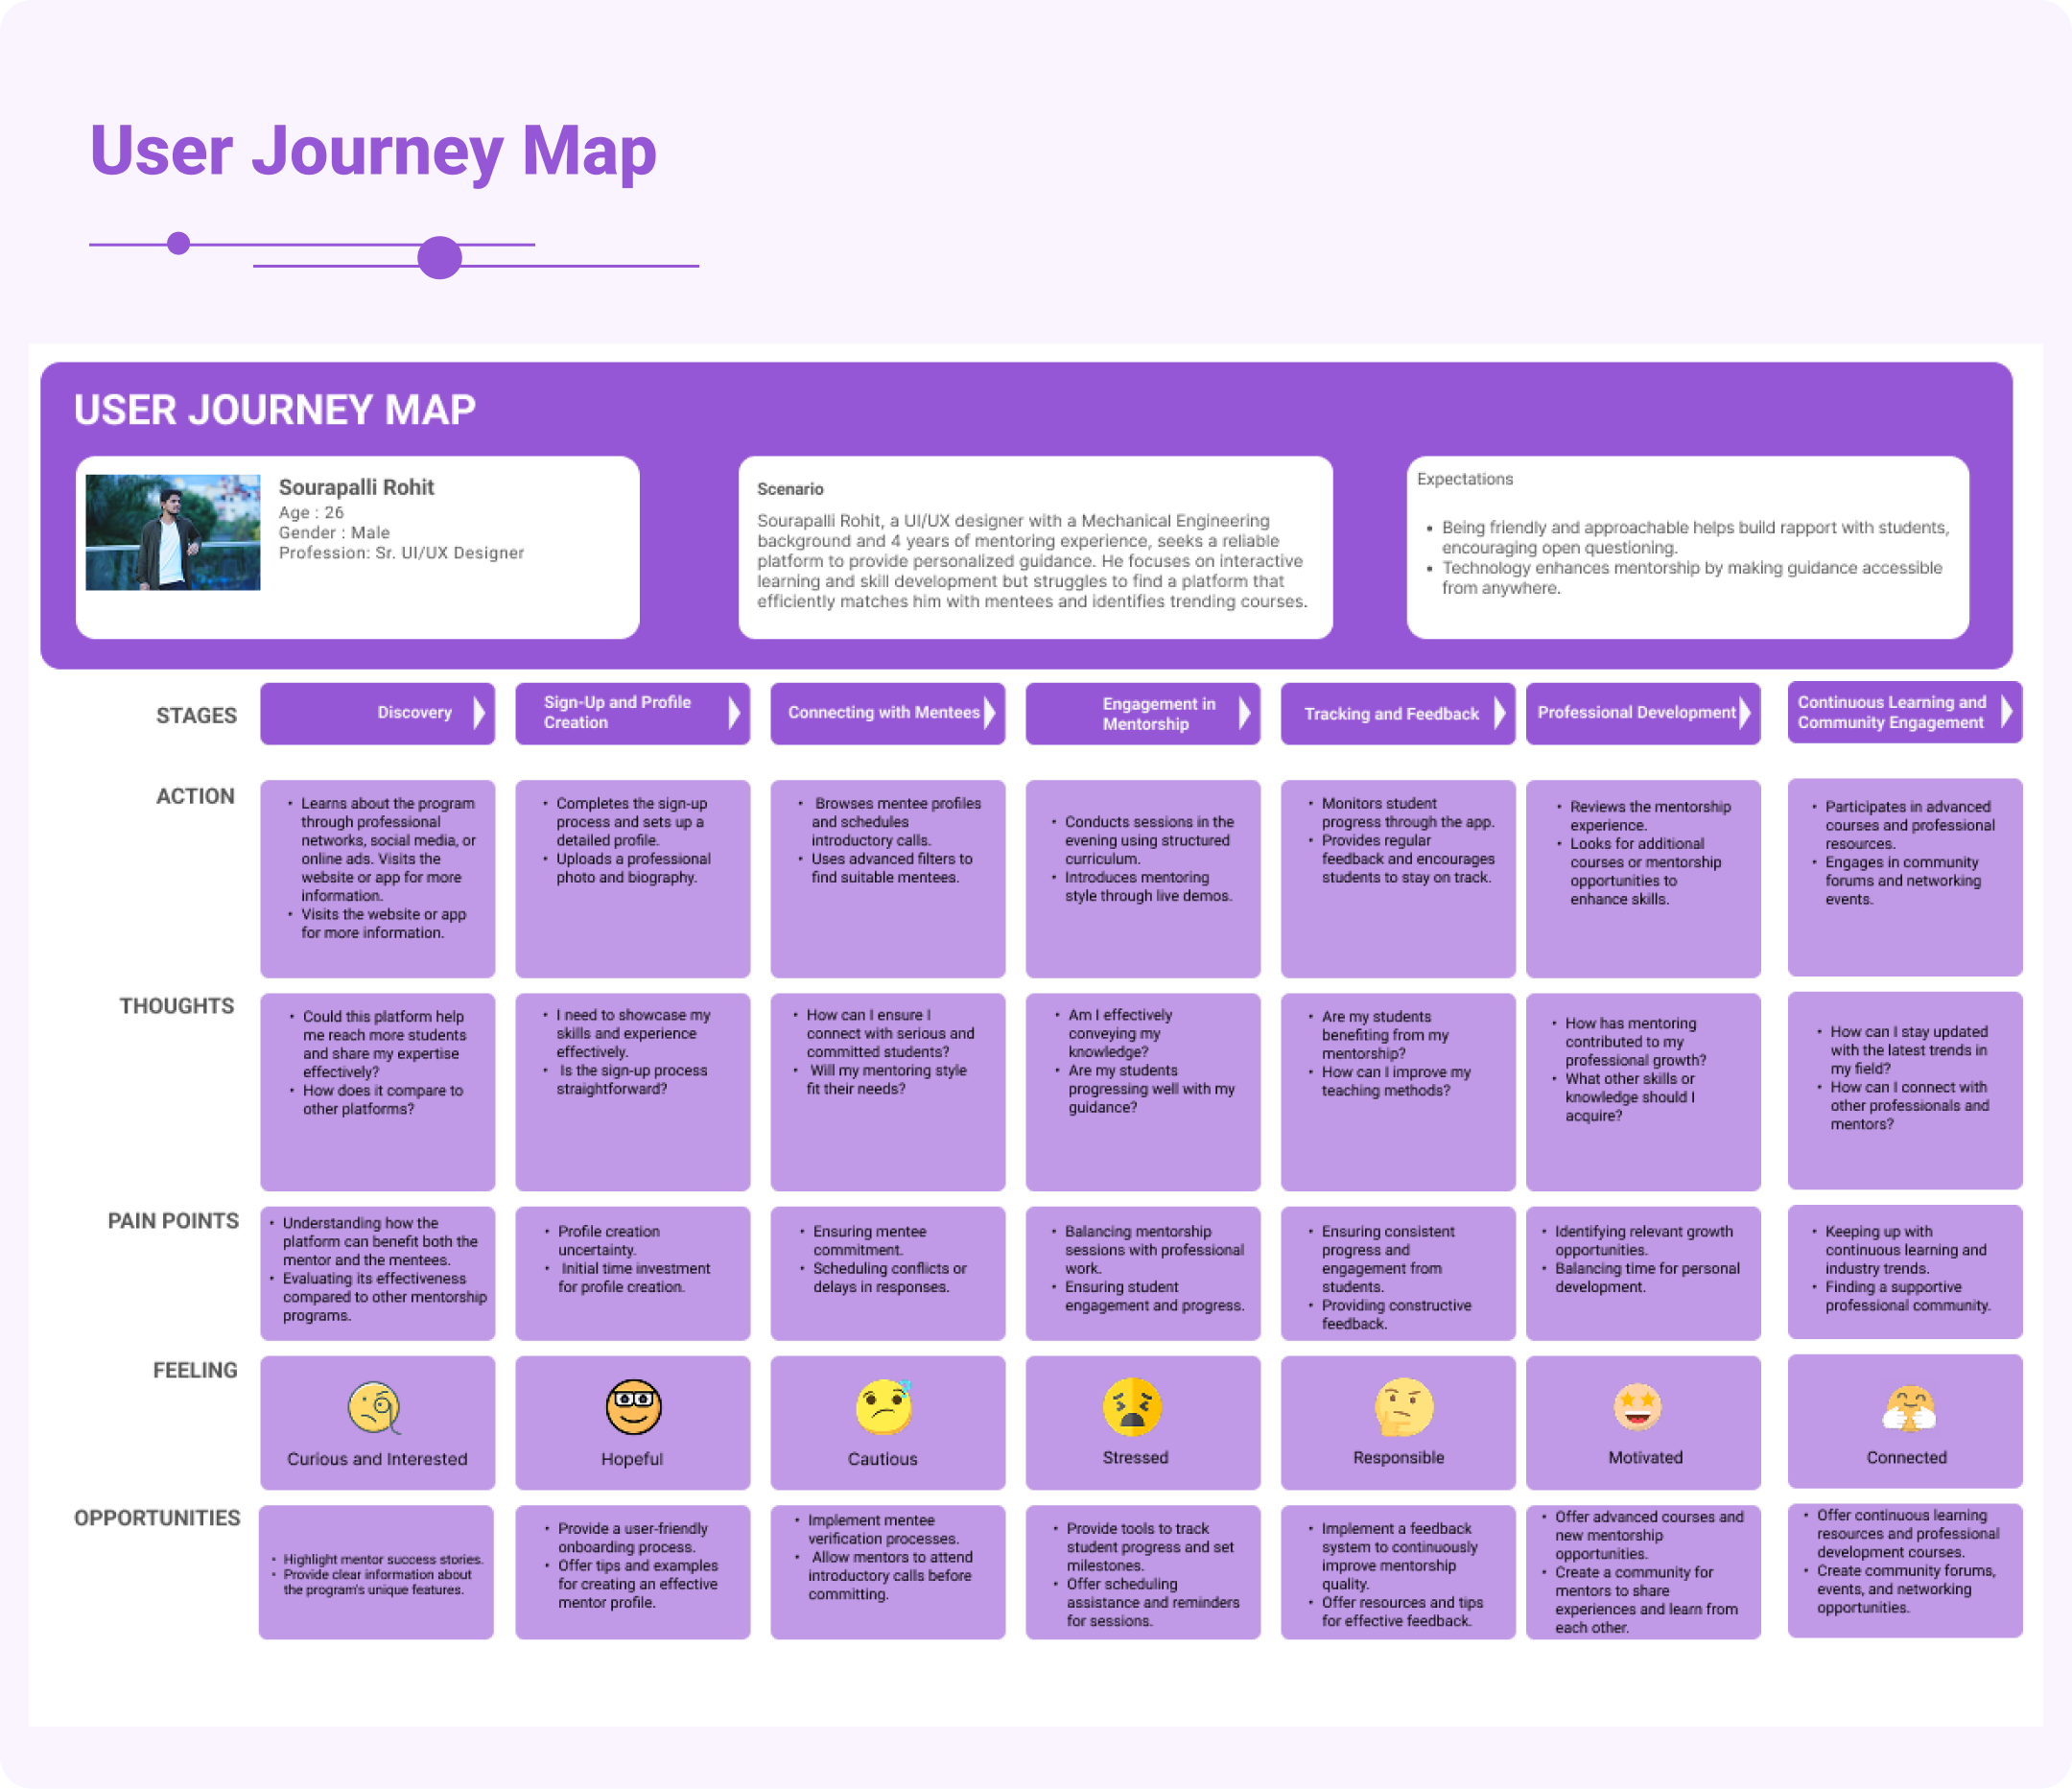 User Journey Map
USER JOURNEY MAP
Sourapalli Rohit
Age : 26
Gender : Male
Profession: Sr. UI/UX Designer
Scenario
Sourapalli Rohit, a UI/UX designer with a Mechanical Engineering
background and 4 years of mentoring experience, seeks a reliable
platform to provide personalized guidance. He focuses on interactive
learning and skill development but struggles to find a platform that
efficiently matches him with mentees and identifies trending courses.
Expectations
• Being friendly and approachable helps build rapport with students,
encouraging open questioning.
• Technology enhances mentorship by making guidance accessible
from anywhere.
STAGES
Discovery
Sign-Up and Profile
Creation
Connecting with Mentees
Engagement in
Mentorship
Tracking and Feedback
Professional Development
Continuous Learning and
Community Engagement
ACTION
• Learns about the program
through professional
networks, social media, or
online ads. Visits the
website or app for more
information.
• Visits the website or app
for more information.
• Completes the sign-up
process and sets up a
detailed profile.
• Uploads a professional
photo and biography.
• Browses mentee profiles
and schedules
introductory calls.
• Uses advanced filters to
find suitable mentees.
• Conducts sessions in the
evening using structured
curriculum.
• Introduces mentoring
style through live demos.
• Monitors student
progress through the app.
• Provides regular
feedback and encourages
students to stay on track.
• Reviews the mentorship
experience.
• Looks for additional
courses or mentorship
opportunities to
enhance skills.
• Participates in advanced
courses and professional
resources.
• Engages in community
forums and networking
events.
THOUGHTS
• Could this platform help
me reach more students
and share my expertise
effectively?
• How does it compare to
other platforms?
• I need to showcase my
skills and experience
effectively.
• Is the sign-up process
straightforward?
• How can I ensure I
connect with serious and
committed students?
• Will my mentoring style
fit their needs?
• Am I effectively
conveying my
knowledge?
• Are my students
progressing well with my
guidance?
• Are my students
benefiting from my
mentorship?
• How can I improve my
teaching methods?
• How has mentoring
contributed to my
professional growth?
• What other skills or
knowledge should I
acquire?
• How can I stay updated
with the latest trends in
my field?
• How can I connect with
other professionals and
mentors?
PAIN POINTS
• Understanding how the
platform can benefit both the
mentor and the mentees.
• Evaluating its effectiveness
compared to other mentorship
programs.
• Profile creation
uncertainty.
• Initial time investment
for profile creation.
• Ensuring mentee
commitment.
• Scheduling conflicts or
delays in responses.
• Balancing mentorship
sessions with professional
work.
• Ensuring student
engagement and progress.
• Ensuring consistent
progress and
engagement from
students.
• Providing constructive
feedback.
• Identifying relevant growth
opportunities.
• Balancing time for personal
development.
• Keeping up with
continuous learning and
industry trends.
• Finding a supportive
professional community.
FEELING
Curious and Interested
Hopeful
Cautious
Stressed
Responsible
Motivated
Connected
OPPORTUNITIES
• Highlight mentor success stories.
• Provide clear information about
the program's unique features.
• Provide a user-friendly
onboarding process.
• Offer tips and examples
for creating an effective
mentor profile.
• Implement mentee
verification processes.
• Allow mentors to attend
introductory calls before
committing.
• Provide tools to track
student progress and set
milestones.
• Offer scheduling
assistance and reminders
for sessions.
• Implement a feedback
system to continuously
improve mentorship
quality.
• Offer resources and tips
for effective feedback.
• Offer advanced courses and
new mentorship
opportunities.
• Create a community for
mentors to share
experiences and learn from
each other.
• Offer continuous learning
resources and professional
development courses.
• Create community forums,
events, and networking
opportunities.